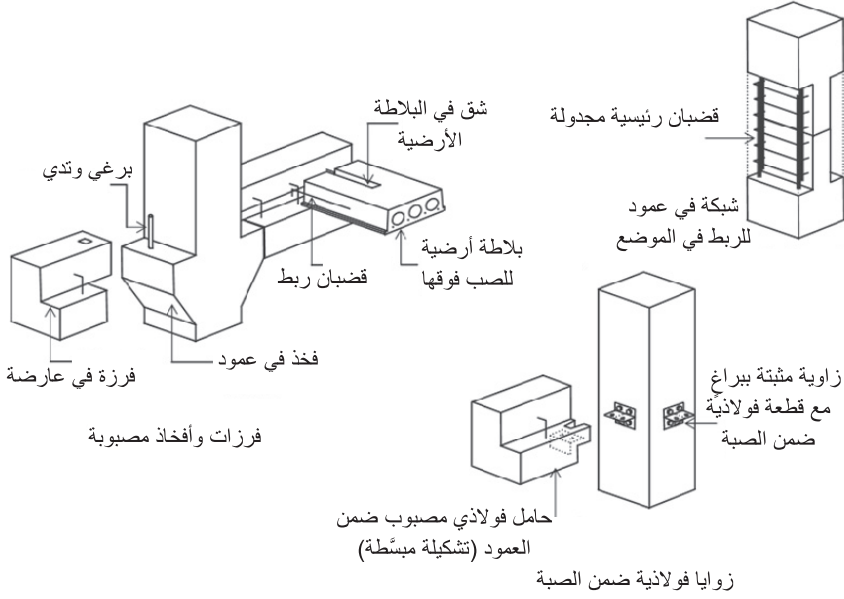 قضبان رئيسية مجدولة
شبكة في عمود
للربط في الموضع
شق في البلاطة
الأرضية
برغي وتدي
بلاطة أرضية
للصب فوقها
قضبان ربط
فخذ في عمود
فرزة في عارضة
فرزات وأفخاذ مصبوبة
زاوية مثبتة ببراغٍ
مع قطعة فولاذية
ضمن الصبة
حامل فولاذي مصبوب ضمن
العمود (تشكيلة مبسَّطة)
زوايا فولاذية ضمن الصبة